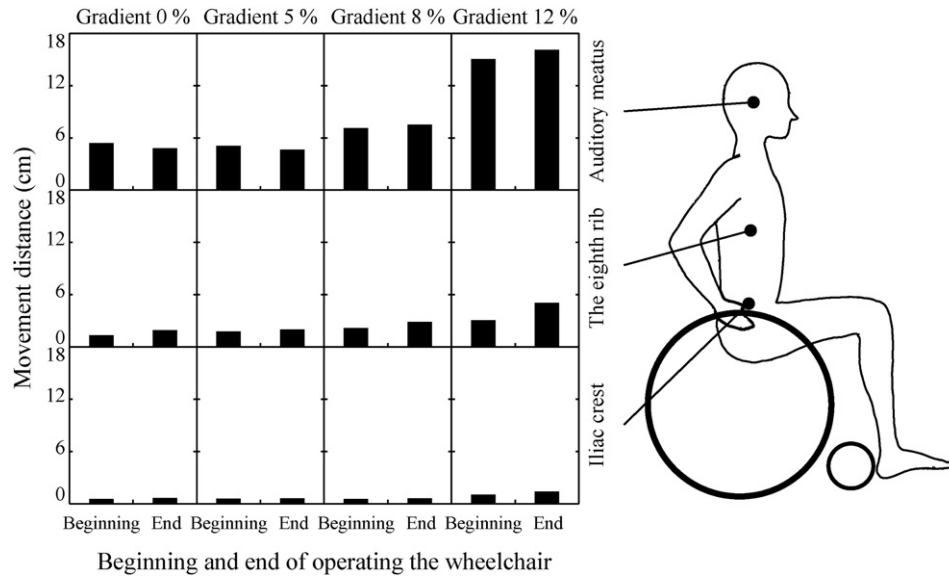 Gradient 0 % Gradient 5 % Gradient 8 % Gradient 12 %
Movement distance (cm)
18
12
6
0
Auditory meatus
18
12
6
0
The eighth rib
18
12
6
0
Iliac crest
Beginning End Beginning End Beginning End Beginning End
Beginning and end of operating the wheelchair